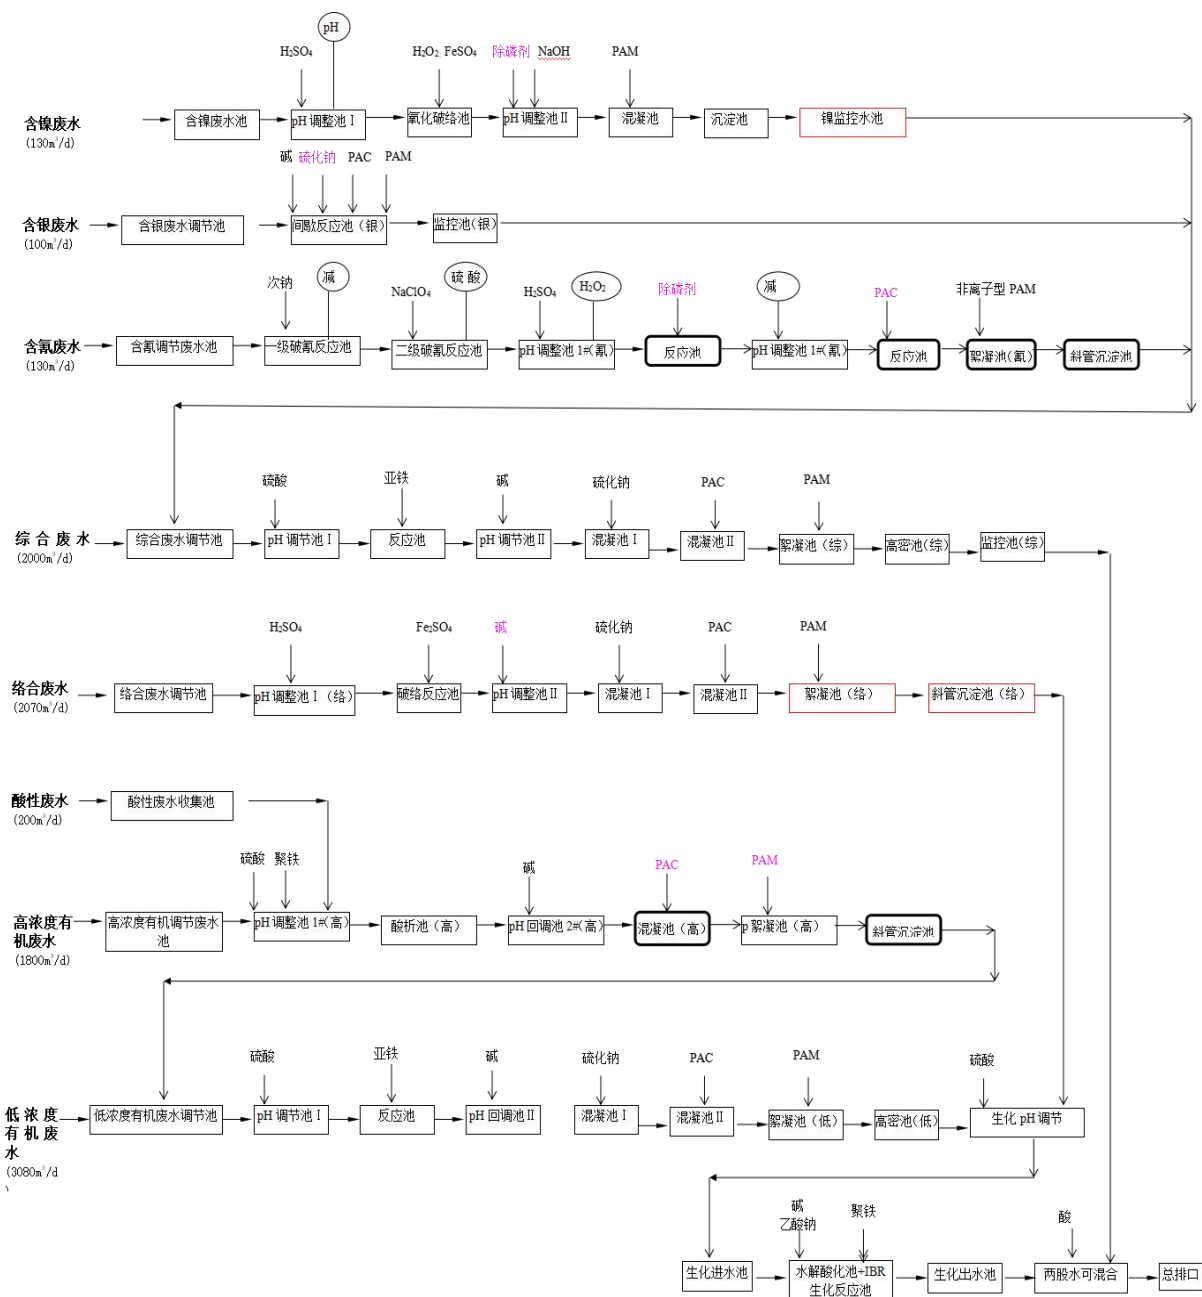 pH
H₂SO₄
H₂O₂ FeSO₄
除磷剂 NaOH
PAM
含镍废水
(130m³/d)
含镍废水池
pH 调整池Ⅰ
氧化破络池
pH 调整池Ⅱ
混凝池
沉淀池
镍监控水池
碱 硫化钠 PAC PAM
含银废水
(100m³/d)
含银废水调节池
间歇反应池（银）
监控池(银)
次钠
减
NaClO₄
硫 酸
H₂SO₄
H₂O₂
除磷剂
减
PAC
非离子型 PAM
含氰废水
(130m³/d)
含氰调节废水池
一级破氰反应池
二级破氰反应池
pH 调整池 1#(氰)
反应池
pH 调整池 1#(氰)
反应池
絮凝池(氰)
斜管沉淀池
硫酸
亚铁
碱
硫化钠
PAC
PAM
综 合 废 水
(2000m³/d)
综合废水调节池
pH 调节池Ⅰ
反应池
pH 调节池Ⅱ
混凝池Ⅰ
混凝池Ⅱ
絮凝池（综）
高密池(综)
监控池(综)
H₂SO₄
Fe₂SO₄
碱
硫化钠
PAC
PAM
络合废水
(2070m³/d)
络合废水调节池
pH 调整池Ⅰ（络）
破络反应池
pH 调整池Ⅱ
混凝池Ⅰ
混凝池Ⅱ
絮凝池（络）
斜管沉淀池（络）
酸性废水
(200m³/d)
酸性废水收集池
硫酸 聚铁
碱
PAC
PAM
高浓度有
机废水
(1800m³/d)
高浓度有机调节废水
池
pH 调整池 1#(高)
酸析池（高）
pH 回调池 2#(高)
混凝池（高）
p 絮凝池（高）
斜管沉淀池
硫酸
亚铁
碱
硫化钠
PAC
PAM
硫酸
低 浓 度
有 机 废
水
(3080m³/d
)
低浓度有机废水调节池
pH 调节池Ⅰ
反应池
pH 回调池Ⅱ
混凝池Ⅰ
混凝池Ⅱ
絮凝池（低）
高密池(低)
生化 pH 调节
碱
乙酸钠
聚铁
酸
生化进水池
水解酸化池+IBR
生化反应池
生化出水池
两股水可混合
总排口